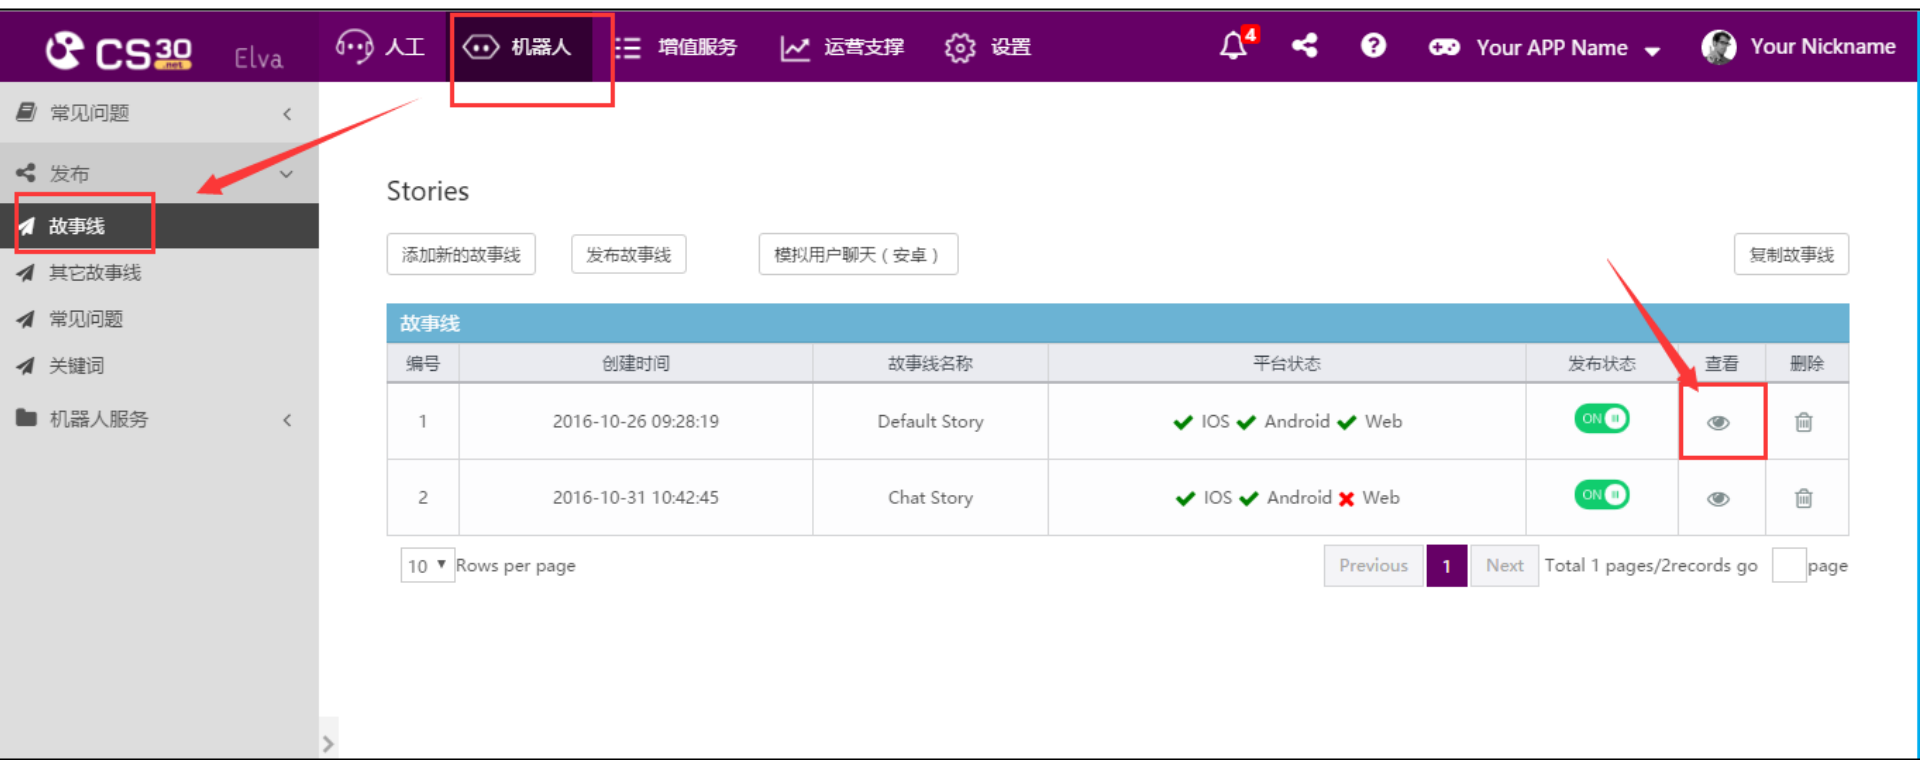 CS30.net Elva 人工 机器人 增值服务 运营支撑 设置 4 Your APP Name Your Nickname
常见问题
发布
故事线
其它故事线
常见问题
关键词
机器人服务
Stories
添加新的故事线 发布故事线 模拟用户聊天（安卓） 复制故事线
故事线
编号 创建时间 故事线名称 平台状态 发布状态 查看 删除
1 2016-10-26 09:28:19 Default Story IOS Android Web ON
2 2016-10-31 10:42:45 Chat Story IOS Android Web ON
10 Rows per page Previous 1 Next Total 1 pages/2records go page